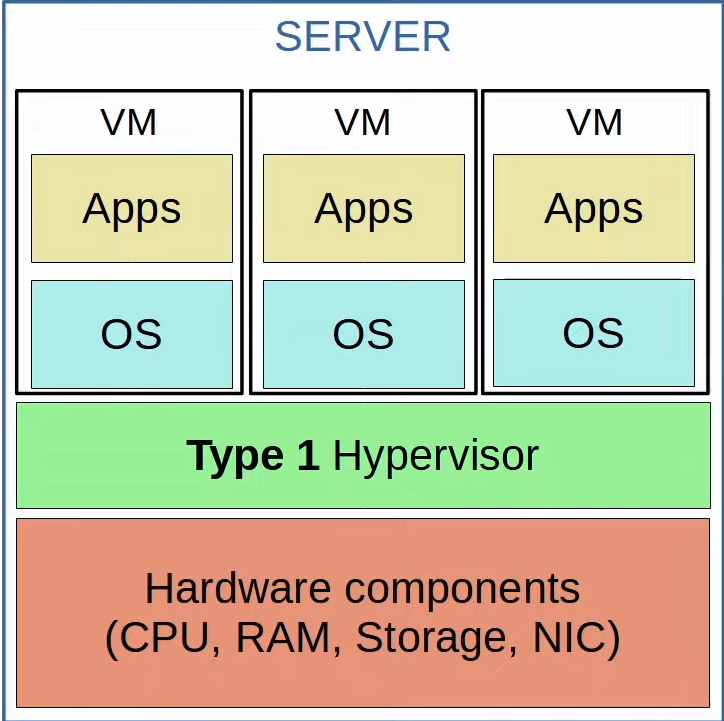 SERVER
VM
VM
VM
Apps
Apps
Apps
OS
OS
OS
Type 1 Hypervisor
Hardware components
(CPU, RAM, Storage, NIC)